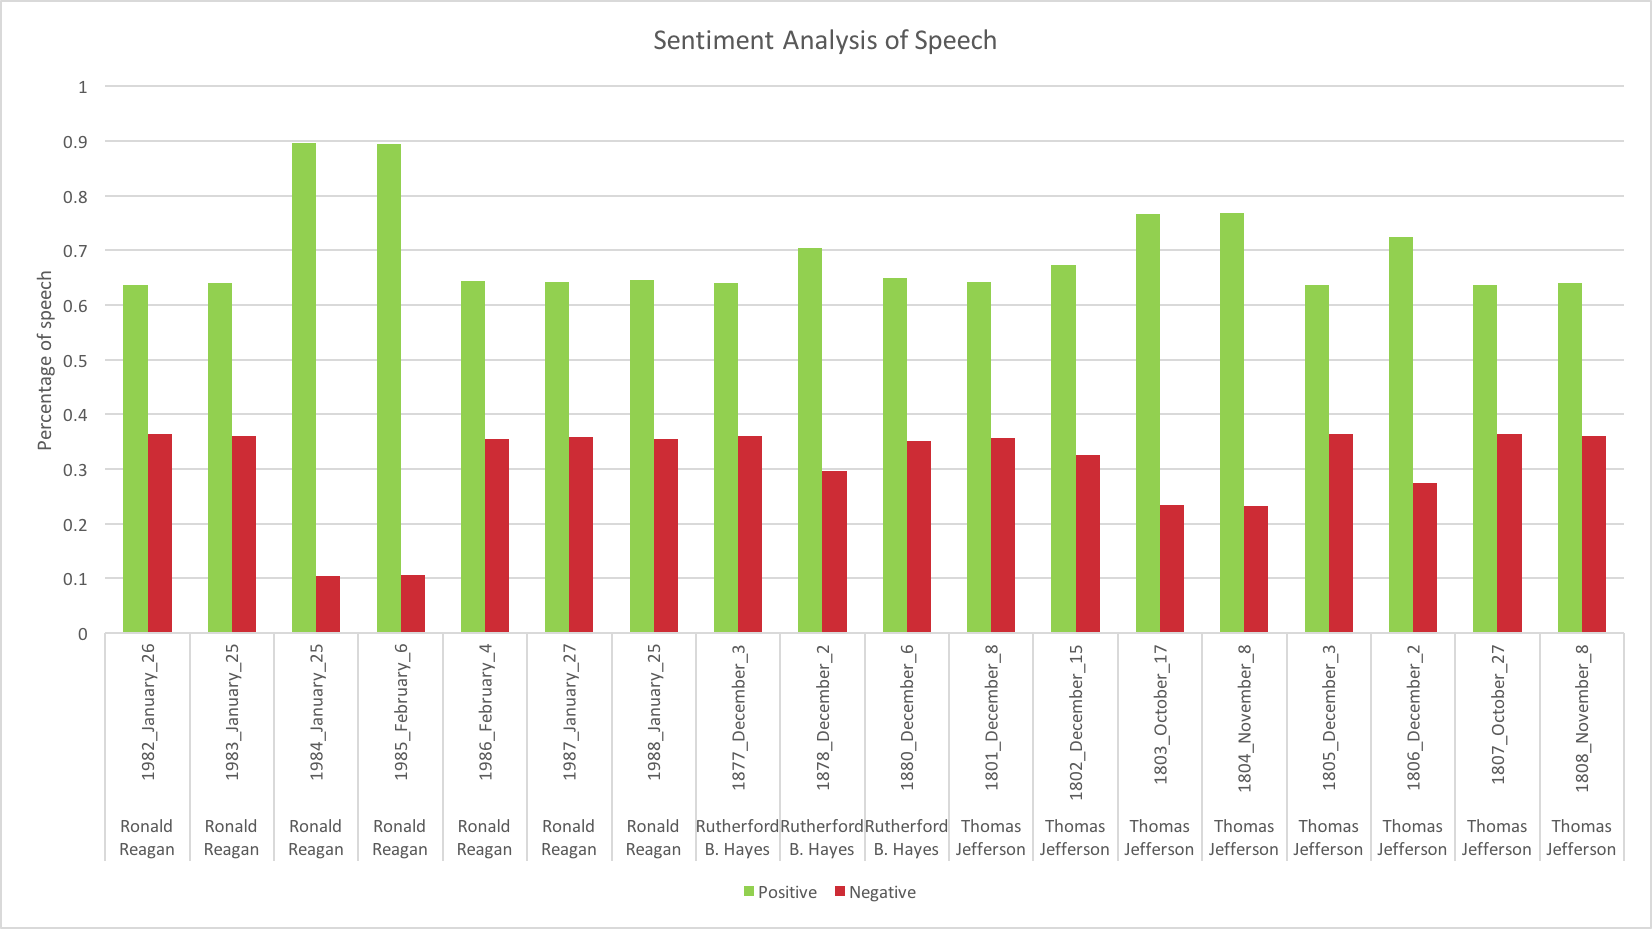 Sentiment Analysis of Speech
Percentage of speech
1
0.9
0.8
0.7
0.6
0.5
0.4
0.3
0.2
0.1
0
1982_January_26
1983_January_25
1984_January_25
1985_February_6
1986_February_4
1987_January_27
1988_January_25
1877_December_3
1878_December_2
1880_December_6
1801_December_8
1802_December_15
1803_October_17
1804_November_8
1805_December_3
1806_December_2
1807_October_27
1808_November_8
Ronald
Reagan
Ronald
Reagan
Ronald
Reagan
Ronald
Reagan
Ronald
Reagan
Ronald
Reagan
Ronald
Reagan
Rutherford
B. Hayes
Rutherford
B. Hayes
Rutherford
B. Hayes
Thomas
Jefferson
Thomas
Jefferson
Thomas
Jefferson
Thomas
Jefferson
Thomas
Jefferson
Thomas
Jefferson
Thomas
Jefferson
Thomas
Jefferson
Positive
Negative